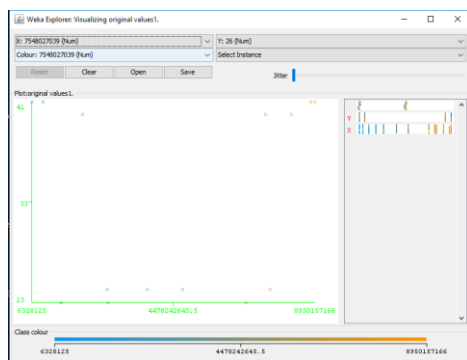 Weka Explorer: Visualizing original values1.
X: 7548027039 (Num) Y: 26 (Num)
Colour: 7548027039 (Num) Select Instance
Reset Clear Open Save Jitter
Plot:original values1.
41
33
25
6328125 4478242645.5 8950157166
Y
X
Class colour
6328125 4478242645.5 8950157166